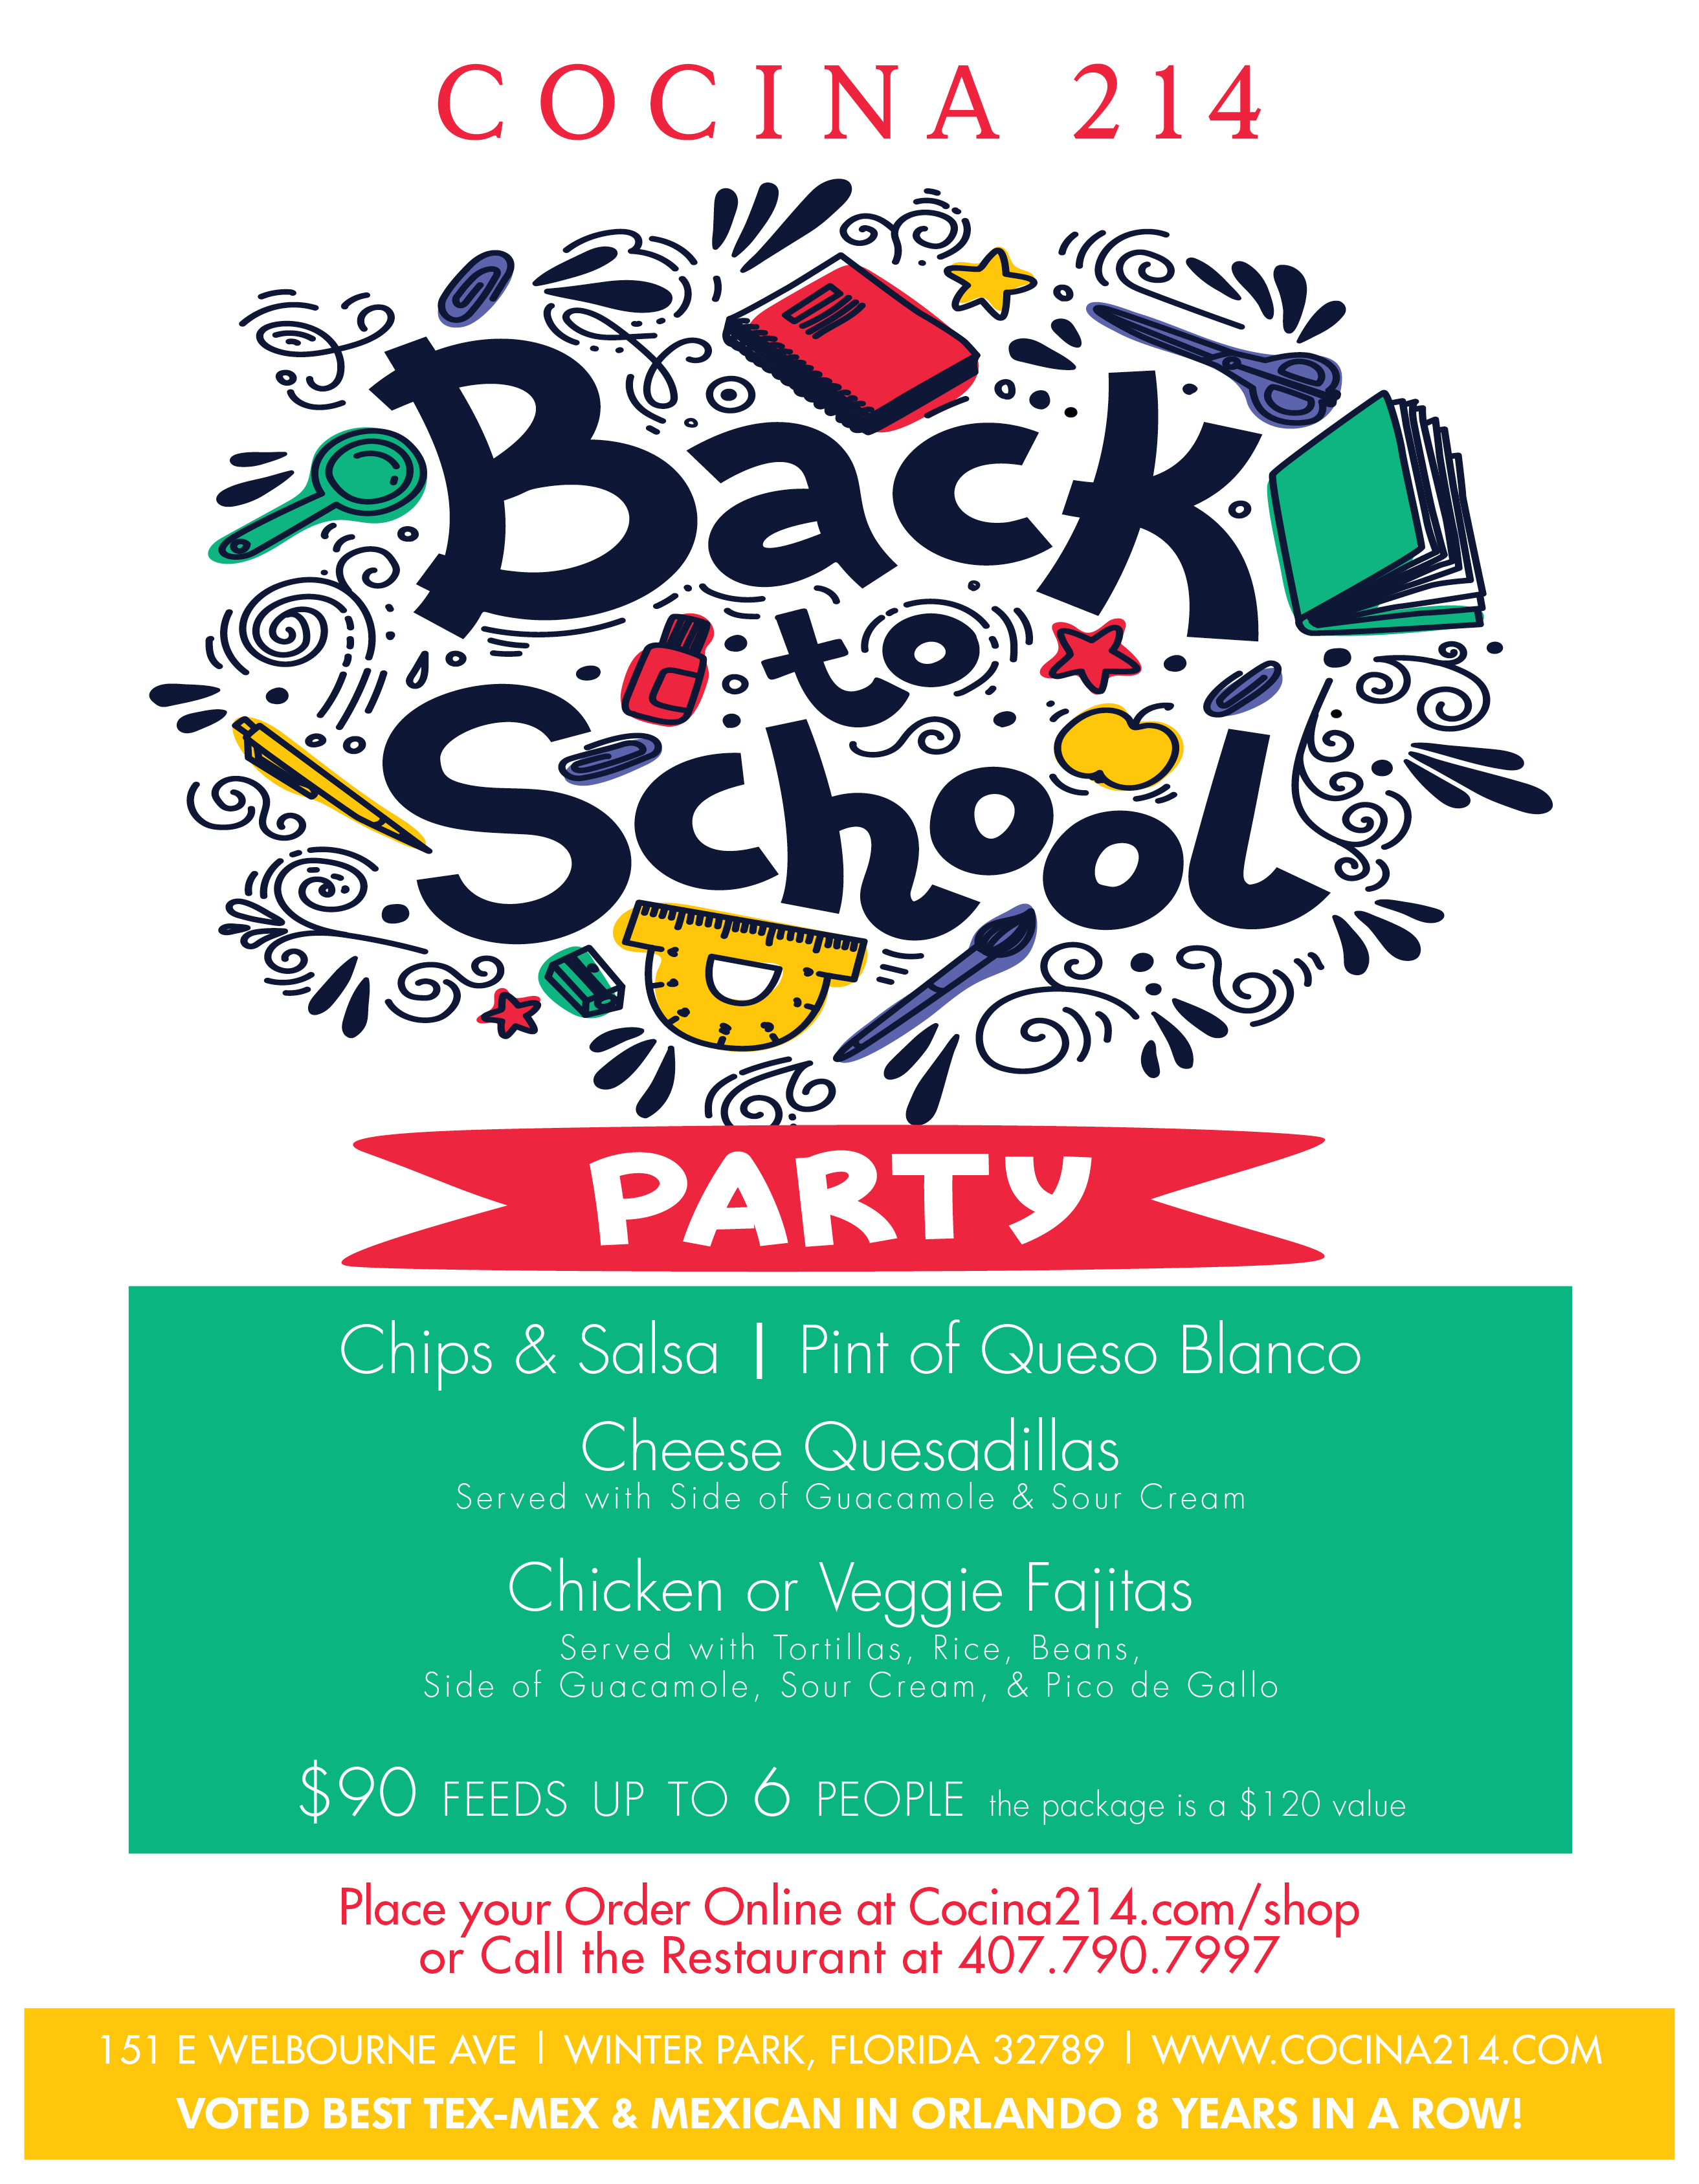 COCINA 214
Back
to
School
PARTY
Chips & Salsa | Pint of Queso Blanco
Cheese Quesadillas
Served with Side of Guacamole & Sour Cream
Chicken or Veggie Fajitas
Served with Tortillas, Rice, Beans,
Side of Guacamole, Sour Cream, & Pico de Gallo
$90 FEEDS UP TO 6 PEOPLE the package is a $120 value
Place your Order Online at Cocina214.com/shop
or Call the Restaurant at 407.790.7997
151 E WELBOURNE AVE | WINTER PARK, FLORIDA 32789 | WWW.COCINA214.COM
VOTED BEST TEX-MEX & MEXICAN IN ORLANDO 8 YEARS IN A ROW!